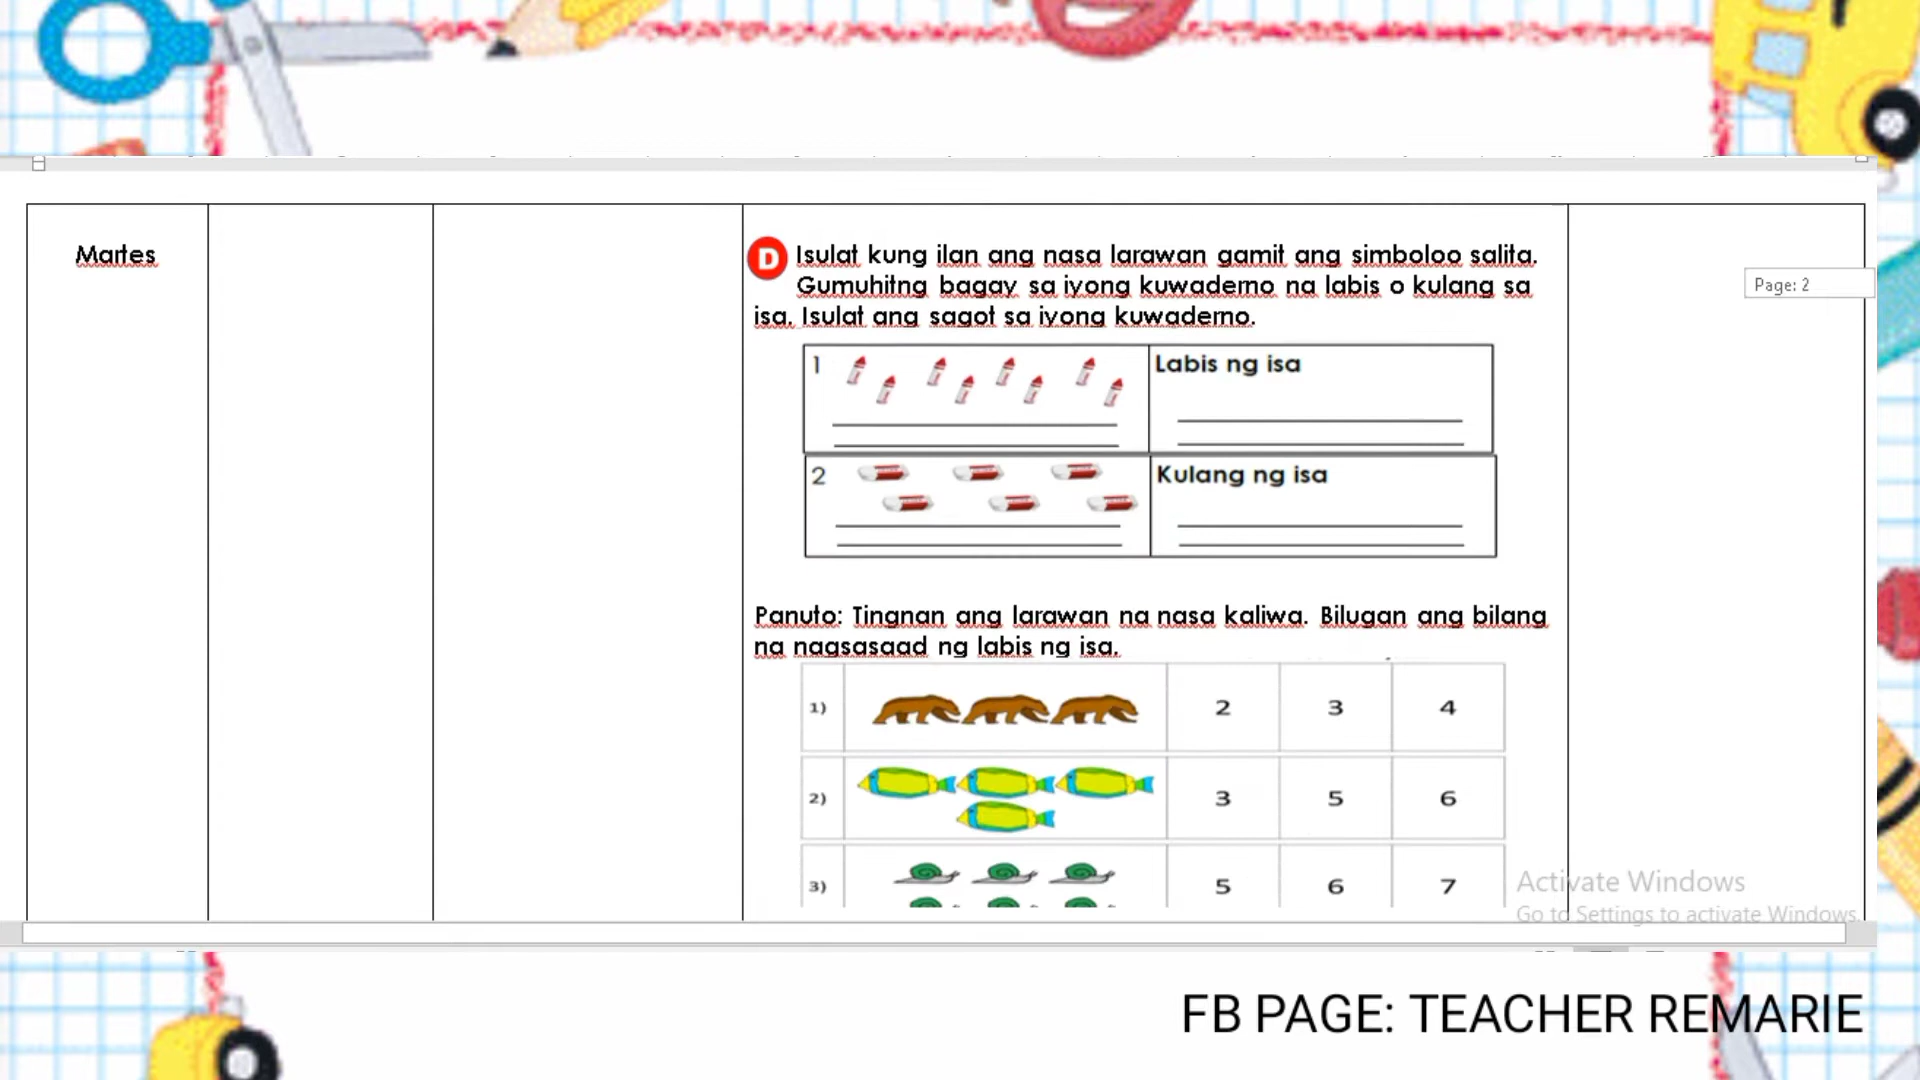 Martes
D Isulat kung ilan ang nasa larawan gamit ang simboloo salita.
Gumuhitng bagay sa iyong kuwaderno na labis o kulang sa
isa. Isulat ang sagot sa iyong kuwaderno.
Page: 2
1 Labis ng isa
2 Kulang ng isa
Panuto: Tingnan ang larawan na nasa kaliwa. Bilugan ang bilang
na nagsasaad ng labis ng isa.
1) 2 3 4
2) 3 5 6
3) 5 6 7
Activate Windows
Go to Settings to activate Windows.
FB PAGE: TEACHER REMARIE